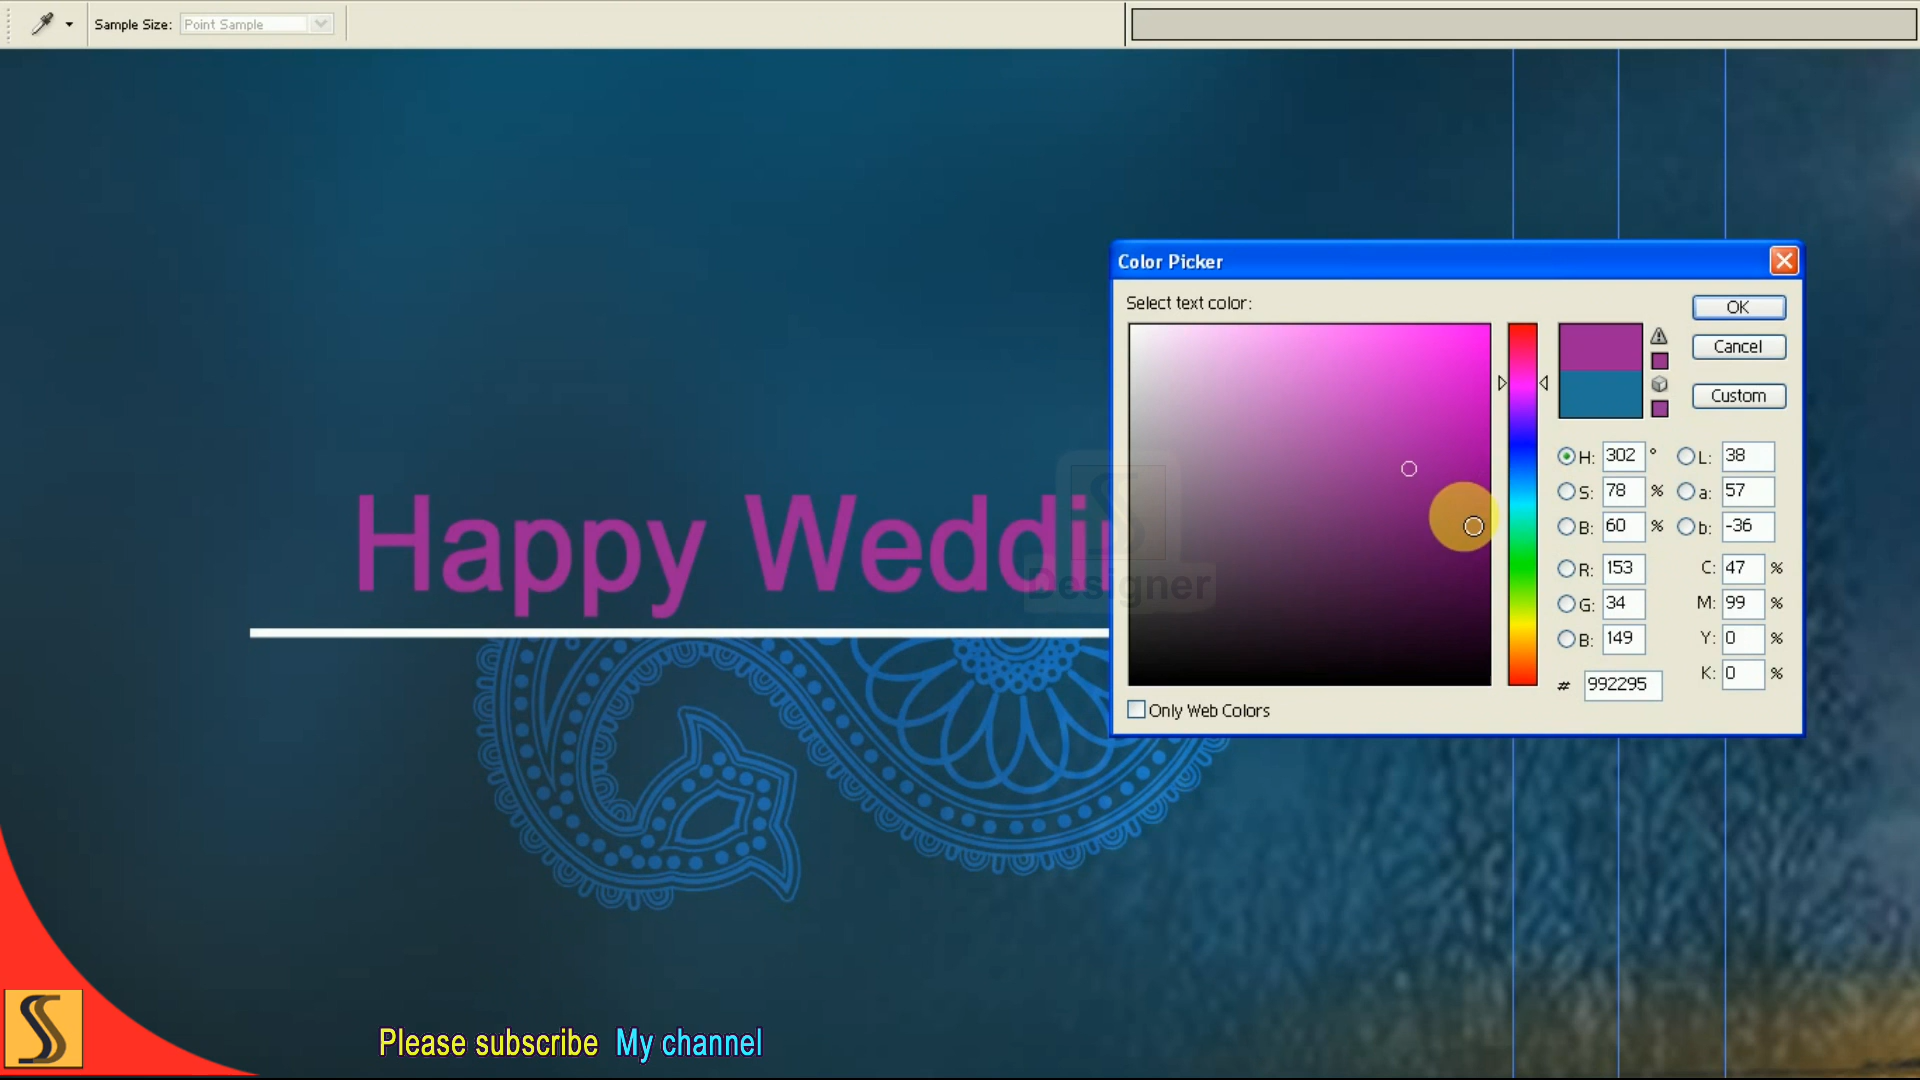 Sample Size: Point Sample
Color Picker
Select text color:
OK
Cancel
Custom
H: 302 ° L: 38
S: 78 % a: 57
B: 60 % b: -36
R: 153 C: 47 %
G: 34 M: 99 %
B: 149 Y: 0 %
# 992295 K: 0 %
Only Web Colors
Happy Weddi
Designer
Please subscribe My channel